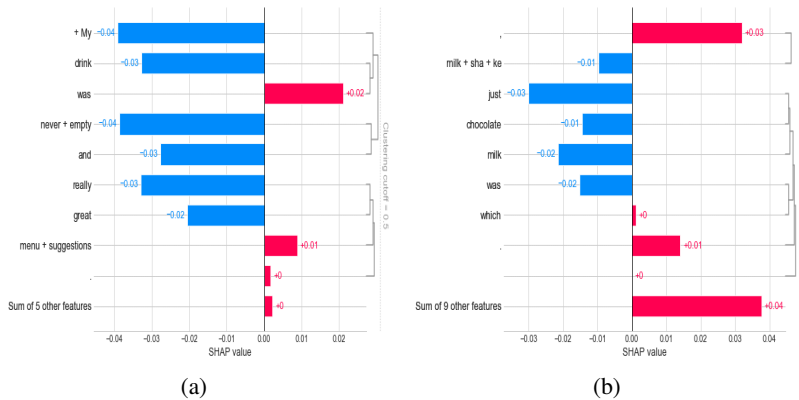 + My −0.04
drink −0.03
was +0.02
never + empty −0.04
and −0.03
really −0.03
great −0.02
menu + suggestions +0.01
. +0
Sum of 5 other features +0
−0.04 −0.03 −0.02 −0.01 0.00 0.01 0.02
SHAP value
Clustering cutoff = 0.5
(a)
, +0.03
milk + sha + ke −0.01
just −0.03
chocolate −0.01
milk −0.02
was −0.02
which +0
. +0.01
+0
Sum of 9 other features +0.04
−0.03 −0.02 −0.01 0.00 0.01 0.02 0.03 0.04
SHAP value
(b)